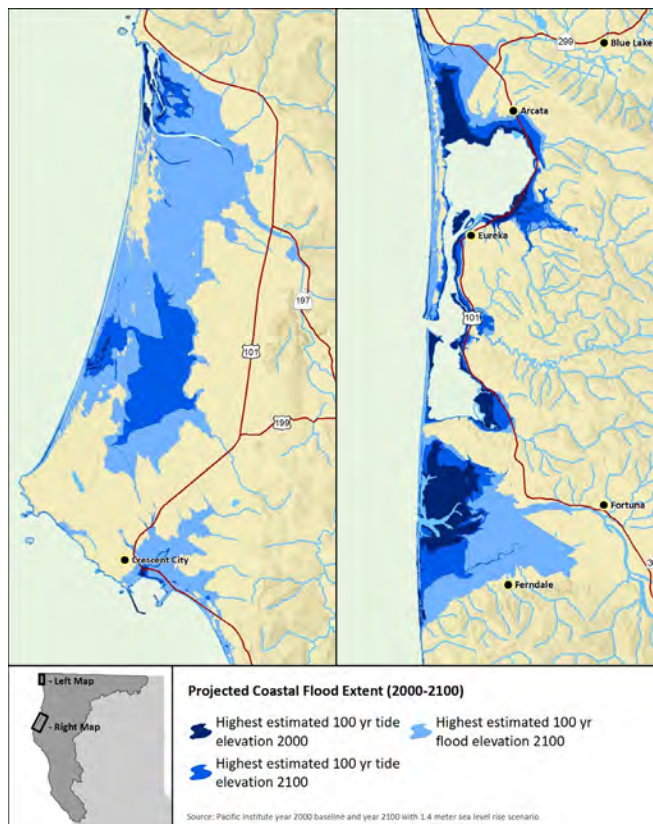 299
Blue Lake
Arcata
Eureka
197
101
101
199
Fortuna
Crescent City
Ferndale
- Left Map
- Right Map
Projected Coastal Flood Extent (2000-2100)
Highest estimated 100 yr tide
elevation 2000
Highest estimated 100 yr
flood elevation 2100
Highest estimated 100 yr tide
elevation 2100
Source: Pacific Institute year 2000 baseline and year 2100 with 1.4 meter sea level rise scenario